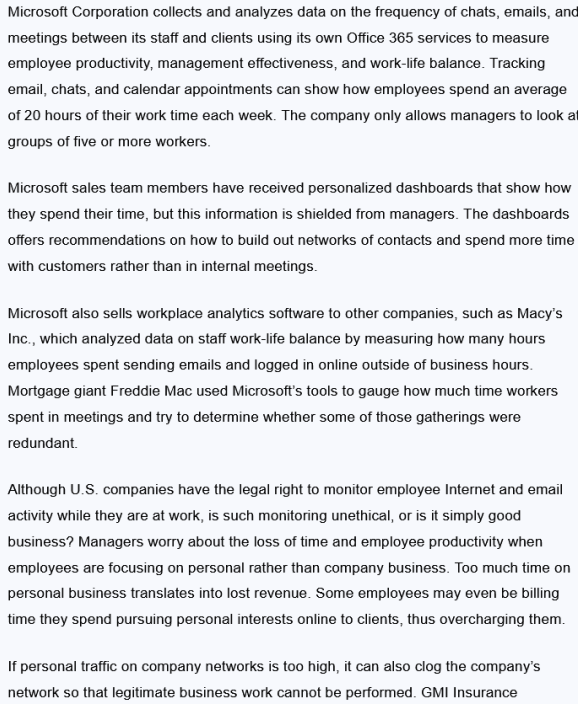 Microsoft Corporation collects and analyzes data on the frequency of chats, emails, and
meetings between its staff and clients using its own Office 365 services to measure
employee productivity, management effectiveness, and work-life balance. Tracking
email, chats, and calendar appointments can show how employees spend an average
of 20 hours of their work time each week. The company only allows managers to look at
groups of five or more workers.
Microsoft sales team members have received personalized dashboards that show how
they spend their time, but this information is shielded from managers. The dashboards
offers recommendations on how to build out networks of contacts and spend more time
with customers rather than in internal meetings.
Microsoft also sells workplace analytics software to other companies, such as Macy’s
Inc., which analyzed data on staff work-life balance by measuring how many hours
employees spent sending emails and logged in online outside of business hours.
Mortgage giant Freddie Mac used Microsoft’s tools to gauge how much time workers
spent in meetings and try to determine whether some of those gatherings were
redundant.
Although U.S. companies have the legal right to monitor employee Internet and email
activity while they are at work, is such monitoring unethical, or is it simply good
business? Managers worry about the loss of time and employee productivity when
employees are focusing on personal rather than company business. Too much time on
personal business translates into lost revenue. Some employees may even be billing
time they spend pursuing personal interests online to clients, thus overcharging them.
If personal traffic on company networks is too high, it can also clog the company’s
network so that legitimate business work cannot be performed. GMI Insurance